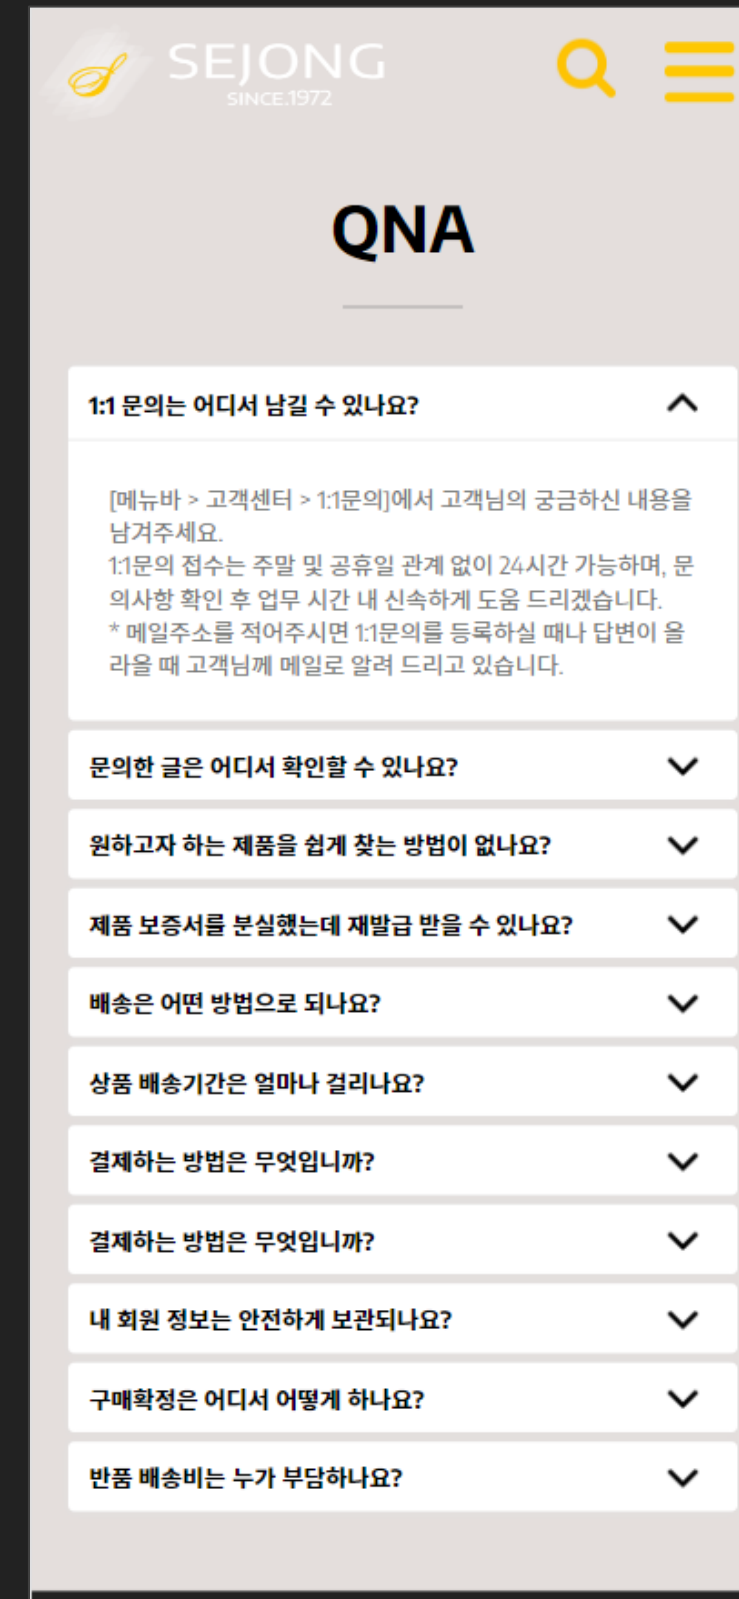 SEJONG
SINCE.1972
QNA
1:1 문의는 어디서 남길 수 있나요?
[메뉴바 > 고객센터 > 1:1문의]에서 고객님의 궁금하신 내용을
남겨주세요.
1:1문의 접수는 주말 및 공휴일 관계 없이 24시간 가능하며, 문
의사항 확인 후 업무 시간 내 신속하게 도움 드리겠습니다.
* 메일주소를 적어주시면 1:1문의를 등록하실 때나 답변이 올
라올 때 고객님께 메일로 알려 드리고 있습니다.
문의한 글은 어디서 확인할 수 있나요?
원하고자 하는 제품을 쉽게 찾는 방법이 없나요?
제품 보증서를 분실했는데 재발급 받을 수 있나요?
배송은 어떤 방법으로 되나요?
상품 배송기간은 얼마나 걸리나요?
결제하는 방법은 무엇입니까?
결제하는 방법은 무엇입니까?
내 회원 정보는 안전하게 보관되나요?
구매확정은 어디서 어떻게 하나요?
반품 배송비는 누가 부담하나요?